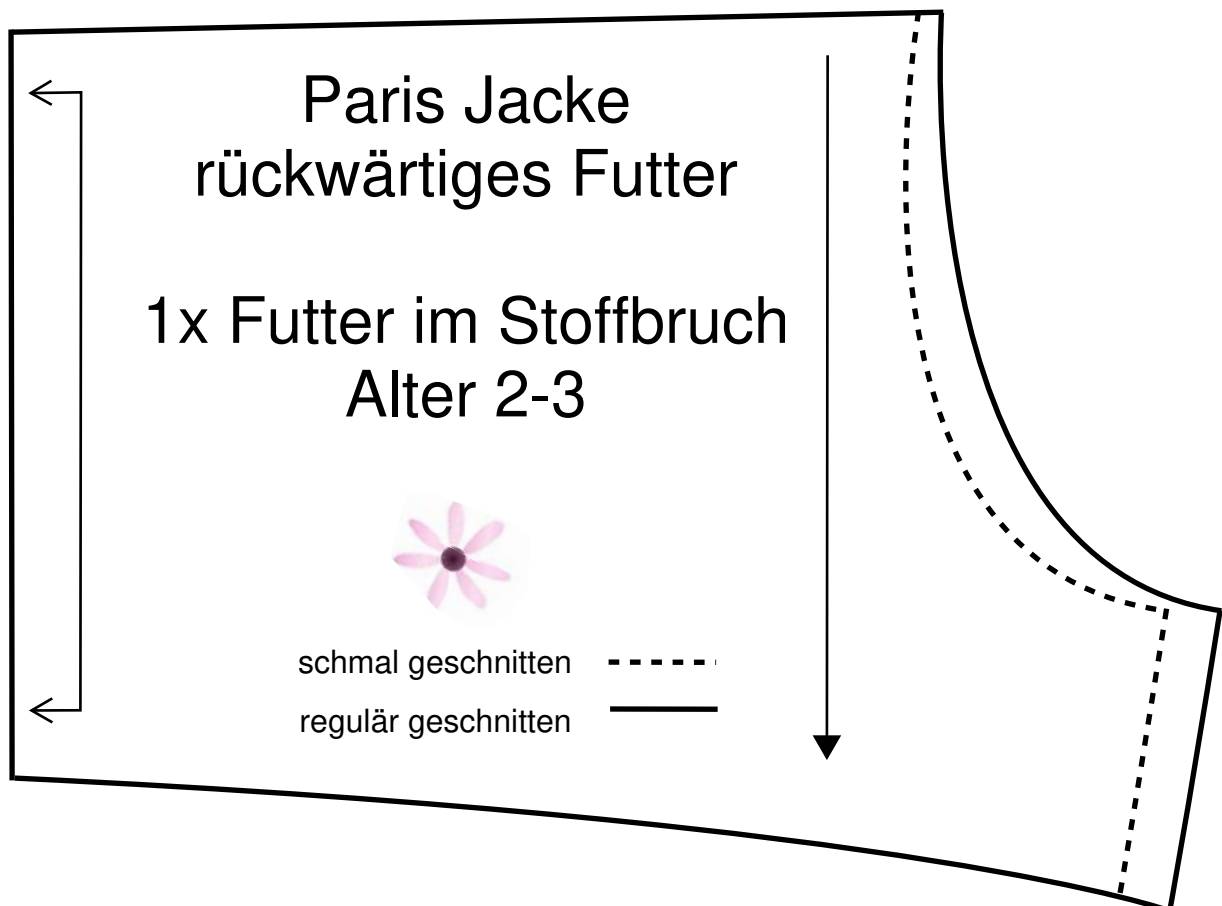 Paris Jacke
rückwärtiges Futter
1x Futter im Stoffbruch
Alter 2-3
schmal geschnitten
regulär geschnitten